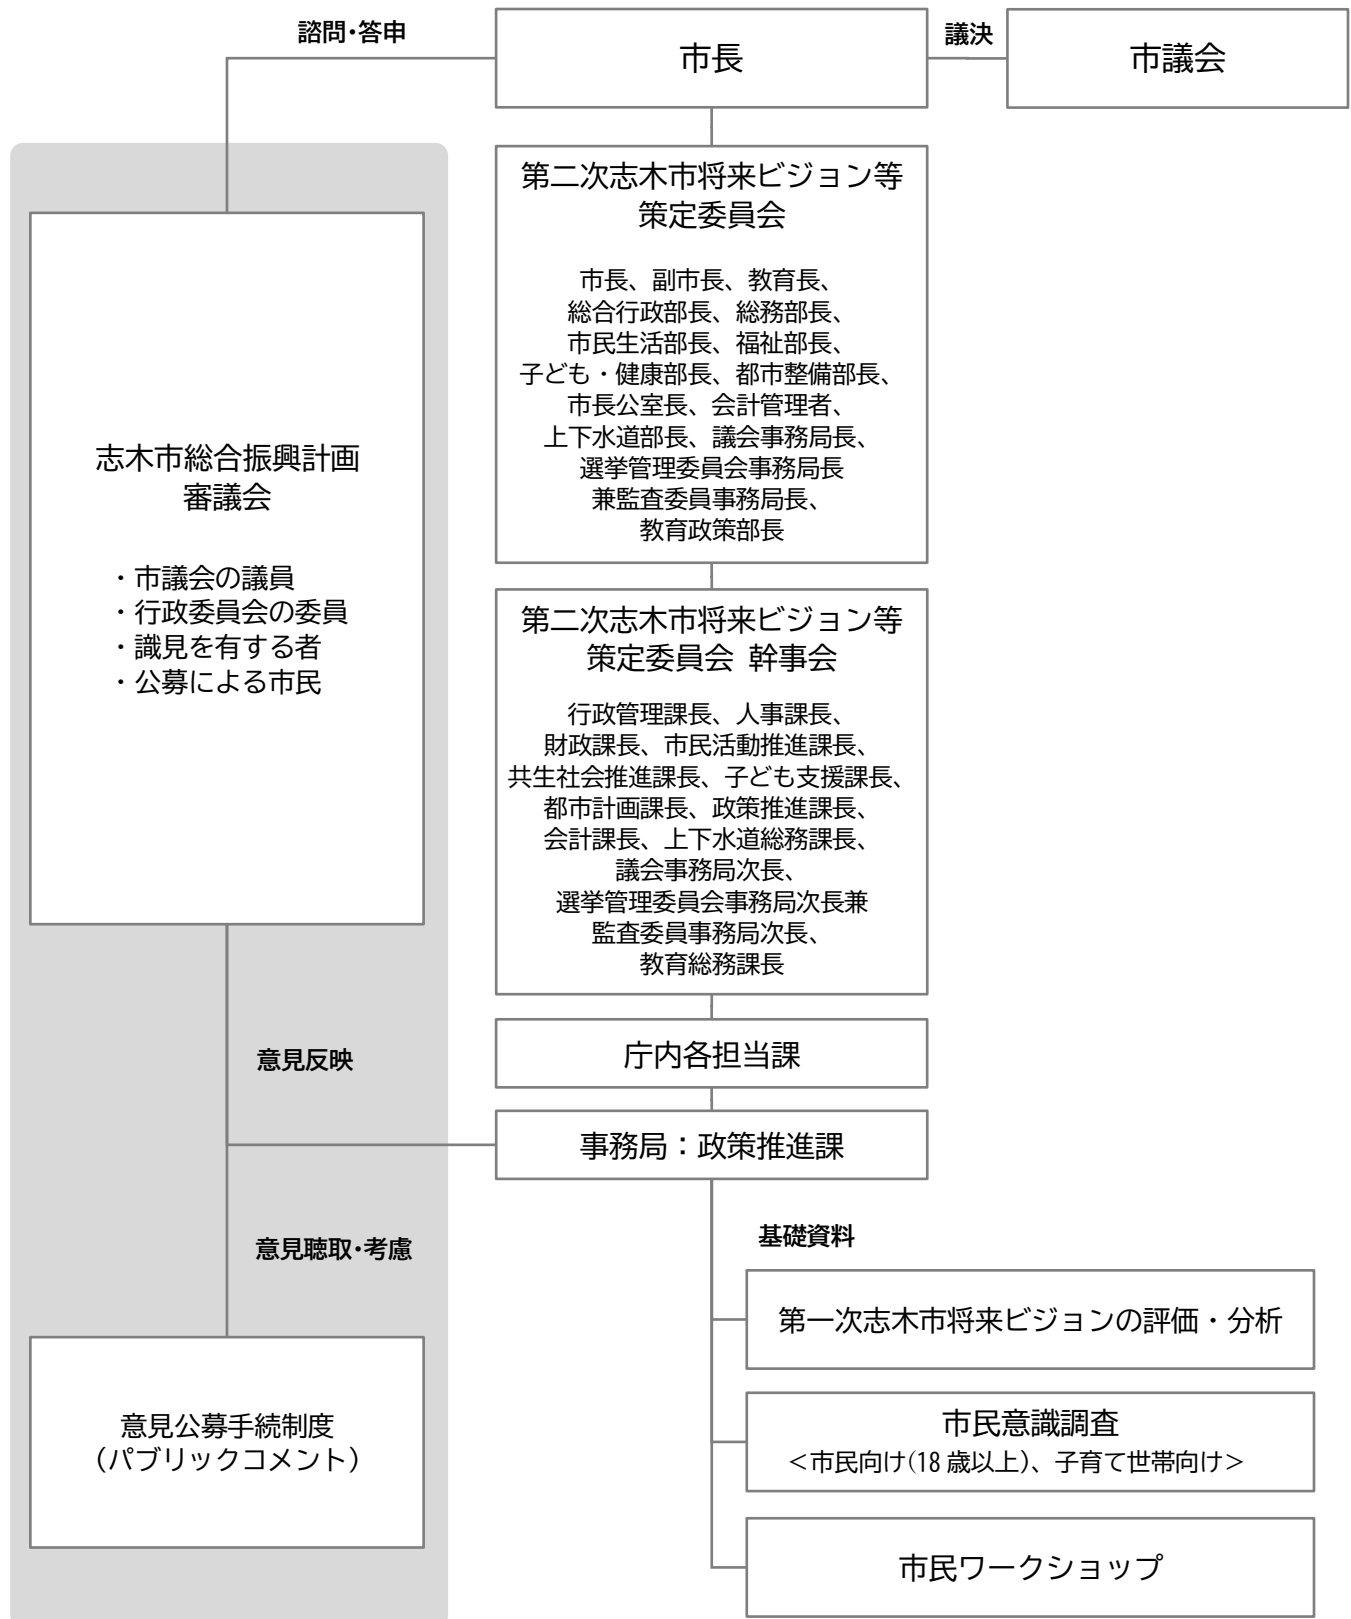 諮問・答申
市長
議決
市議会
第二次志木市将来ビジョン等
策定委員会
市長、副市長、教育長、
総合行政部長、総務部長、
市民生活部長、福祉部長、
子ども・健康部長、都市整備部長、
市長公室長、会計管理者、
上下水道部長、議会事務局長、
選挙管理委員会事務局長
兼監査委員事務局長、
教育政策部長
志木市総合振興計画
審議会
・市議会の議員
・行政委員会の委員
・識見を有する者
・公募による市民
第二次志木市将来ビジョン等
策定委員会 幹事会
行政管理課長、人事課長、
財政課長、市民活動推進課長、
共生社会推進課長、子ども支援課長、
都市計画課長、政策推進課長、
会計課長、上下水道総務課長、
議会事務局次長、
選挙管理委員会事務局次長兼
監査委員事務局次長、
教育総務課長
意見反映
庁内各担当課
事務局：政策推進課
意見聴取・考慮
基礎資料
第一次志木市将来ビジョンの評価・分析
市民意識調査
＜市民向け(18歳以上)、子育て世帯向け＞
市民ワークショップ
意見公募手続制度
（パブリックコメント）